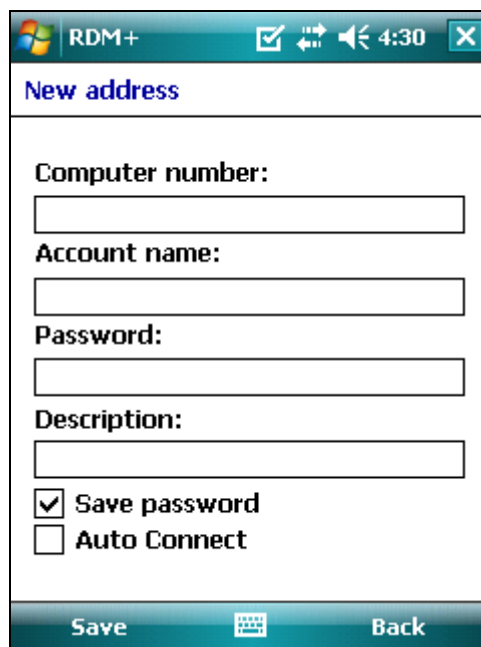 RDM+ 4:30
New address
Computer number:
Account name:
Password:
Description:
Save password
Auto Connect
Save Back